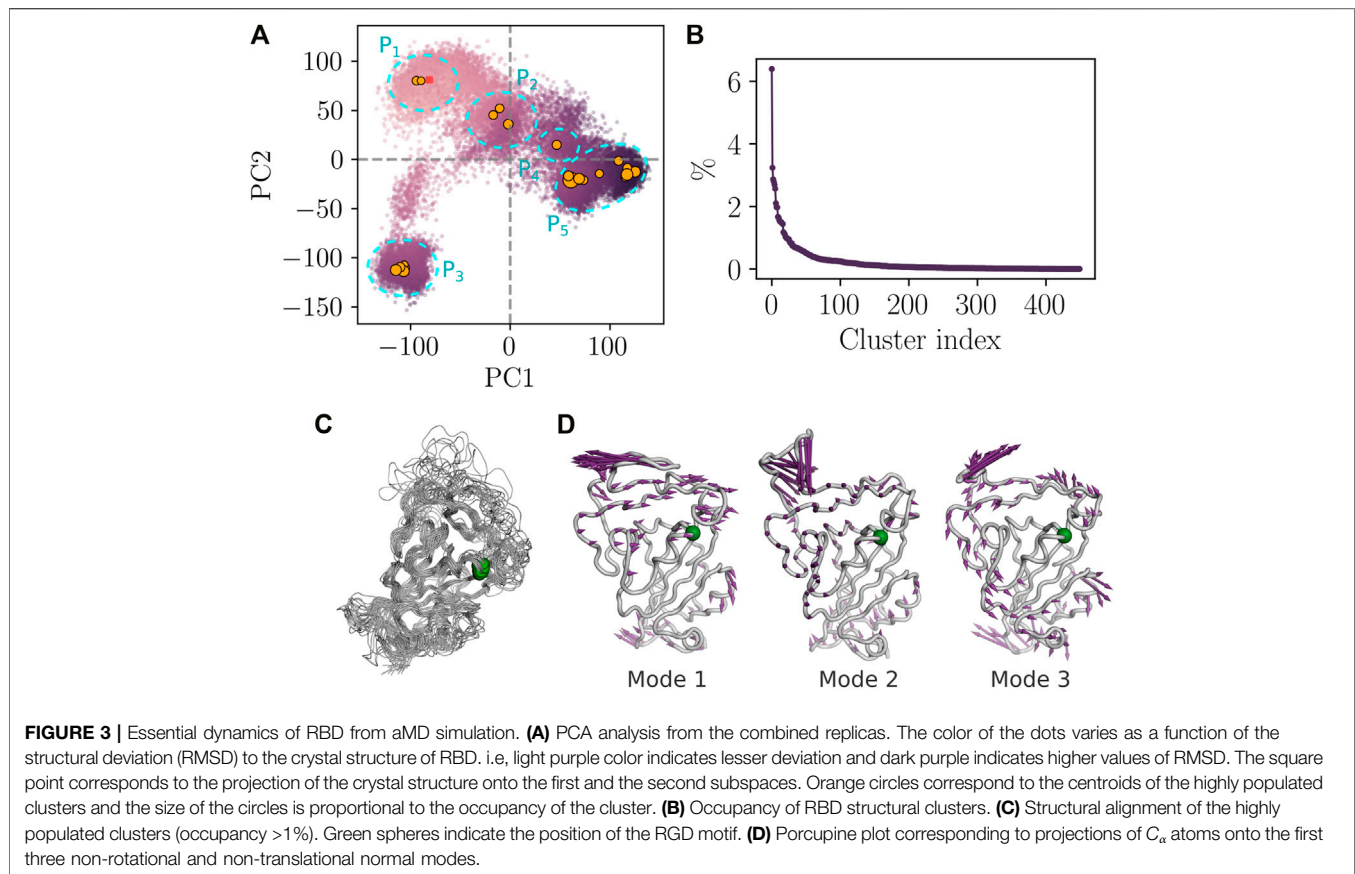 A
P₁
P₂
P₃
P₄
P₅
100
50
0
−50
−100
−150
PC2
−100
0
100
PC1
B
6
4
2
0
%
0
100
200
300
400
Cluster index
C
D
Mode 1
Mode 2
Mode 3
FIGURE 3 | Essential dynamics of RBD from aMD simulation. (A) PCA analysis from the combined replicas. The color of the dots varies as a function of the
structural deviation (RMSD) to the crystal structure of RBD. i.e, light purple color indicates lesser deviation and dark purple indicates higher values of RMSD. The square
point corresponds to the projection of the crystal structure onto the first and the second subspaces. Orange circles correspond to the centroids of the highly populated
clusters and the size of the circles is proportional to the occupancy of the cluster. (B) Occupancy of RBD structural clusters. (C) Structural alignment of the highly
populated clusters (occupancy >1%). Green spheres indicate the position of the RGD motif. (D) Porcupine plot corresponding to projections of Cα atoms onto the first
three non-rotational and non-translational normal modes.